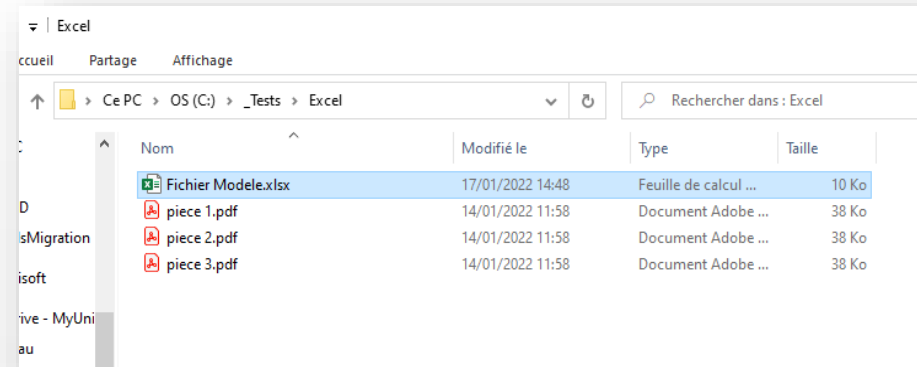 Excel
ccueil Partage Affichage
Ce PC > OS (C:) > _Tests > Excel Rechercher dans : Excel
Nom Modifié le Type Taille
Fichier Modele.xlsx 17/01/2022 14:48 Feuille de calcul ... 10 Ko
D piece 1.pdf 14/01/2022 11:58 Document Adobe ... 38 Ko
lsMigration piece 2.pdf 14/01/2022 11:58 Document Adobe ... 38 Ko
isoft piece 3.pdf 14/01/2022 11:58 Document Adobe ... 38 Ko
rive - MyUni
au